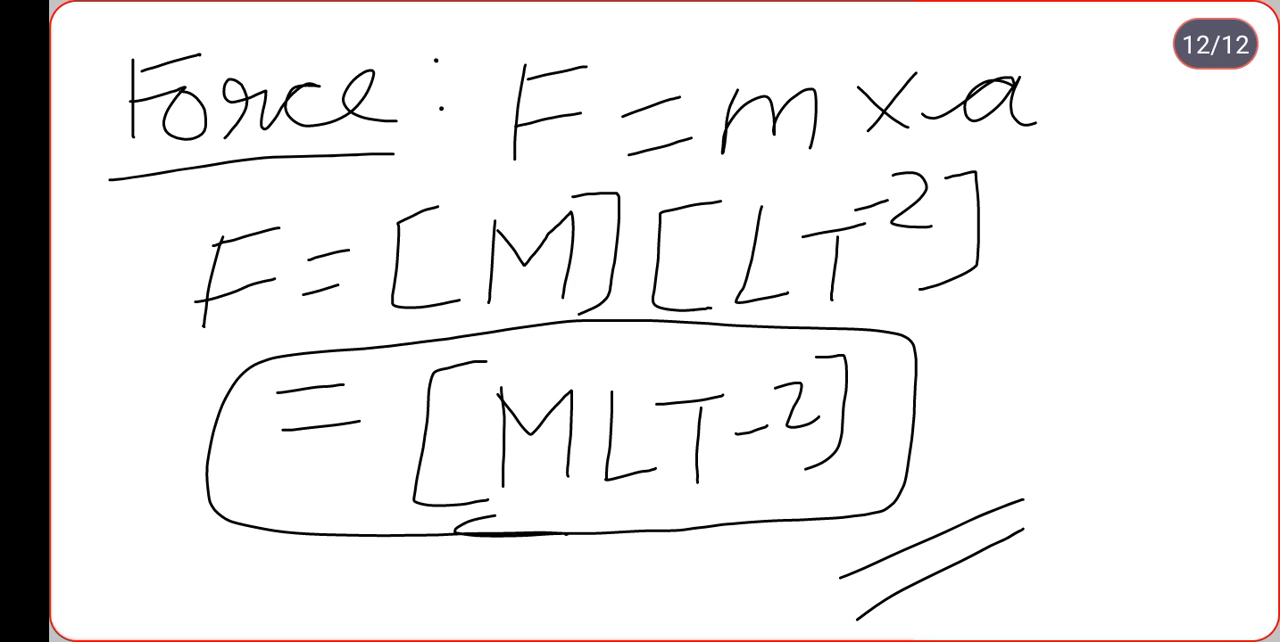 12/12
Force : F = m × a
F = [M] [LT⁻²]
= [MLT⁻²]